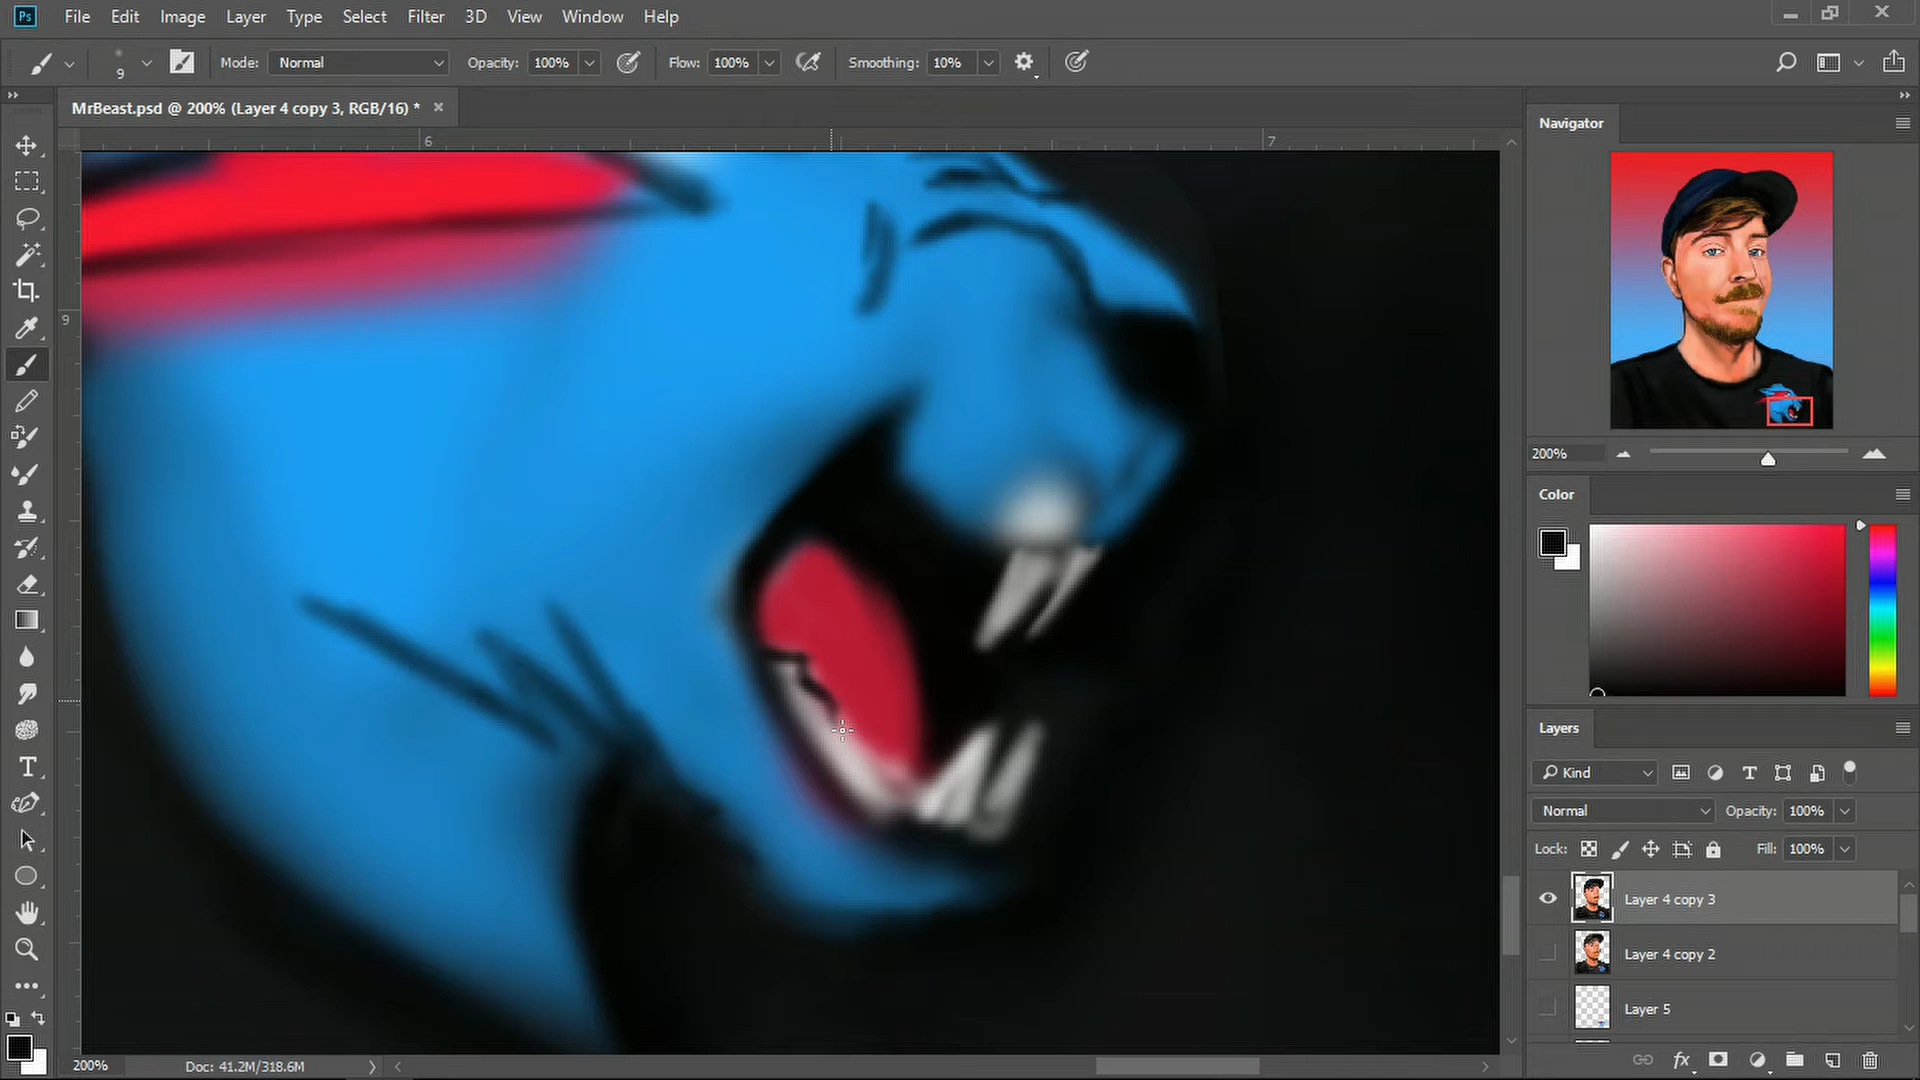 Ps File Edit Image Layer Type Select Filter 3D View Window Help
9 Mode: Normal Opacity: 100% Flow: 100% Smoothing: 10%
MrBeast.psd @ 200% (Layer 4 copy 3, RGB/16) *
6 7
9
Navigator
200%
Color
Layers
Kind
Normal Opacity: 100%
Lock: Fill: 100%
Layer 4 copy 3
Layer 4 copy 2
Layer 5
200% Doc: 41.2M/318.6M